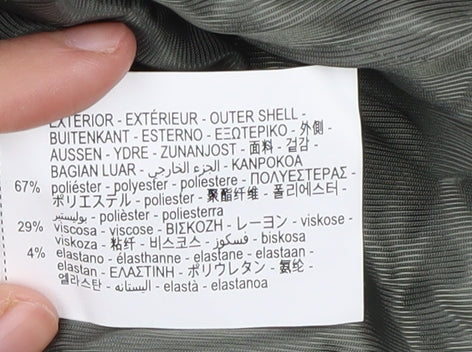 EXTERIOR - EXTÉRIEUR - OUTER SHELL -
BUITENKANT - ESTERNO - ΕΞΩΤΕΡΙΚΟ - 外側 -
AUSSEN - YDRE - ZUNANJOST - 面料 - 겉감 -
BAGIAN LUAR - الجزء الخارجي - KANPOKOA
67% poliéster - polyester - poliestere - ΠΟΛΥΕΣΤΕΡΑΣ -
ポリエステル - poliester - 聚酯纤维 - 폴리에스터 -
بوليستير - polièster - poliesterra
29% viscosa - viscose - ΒΙΣΚΟΖΗ - レーヨン - viskose -
viskoza - 粘纤 - 비스코스 - فسكوز - biskosa
4% elastano - élasthanne - elastane - elastaan -
elastan - ΕΛΑΣΤΙΝΗ - ポリウレタン - 氨纶 -
엘라스탄 - اليستانه - elastà - elastanoa